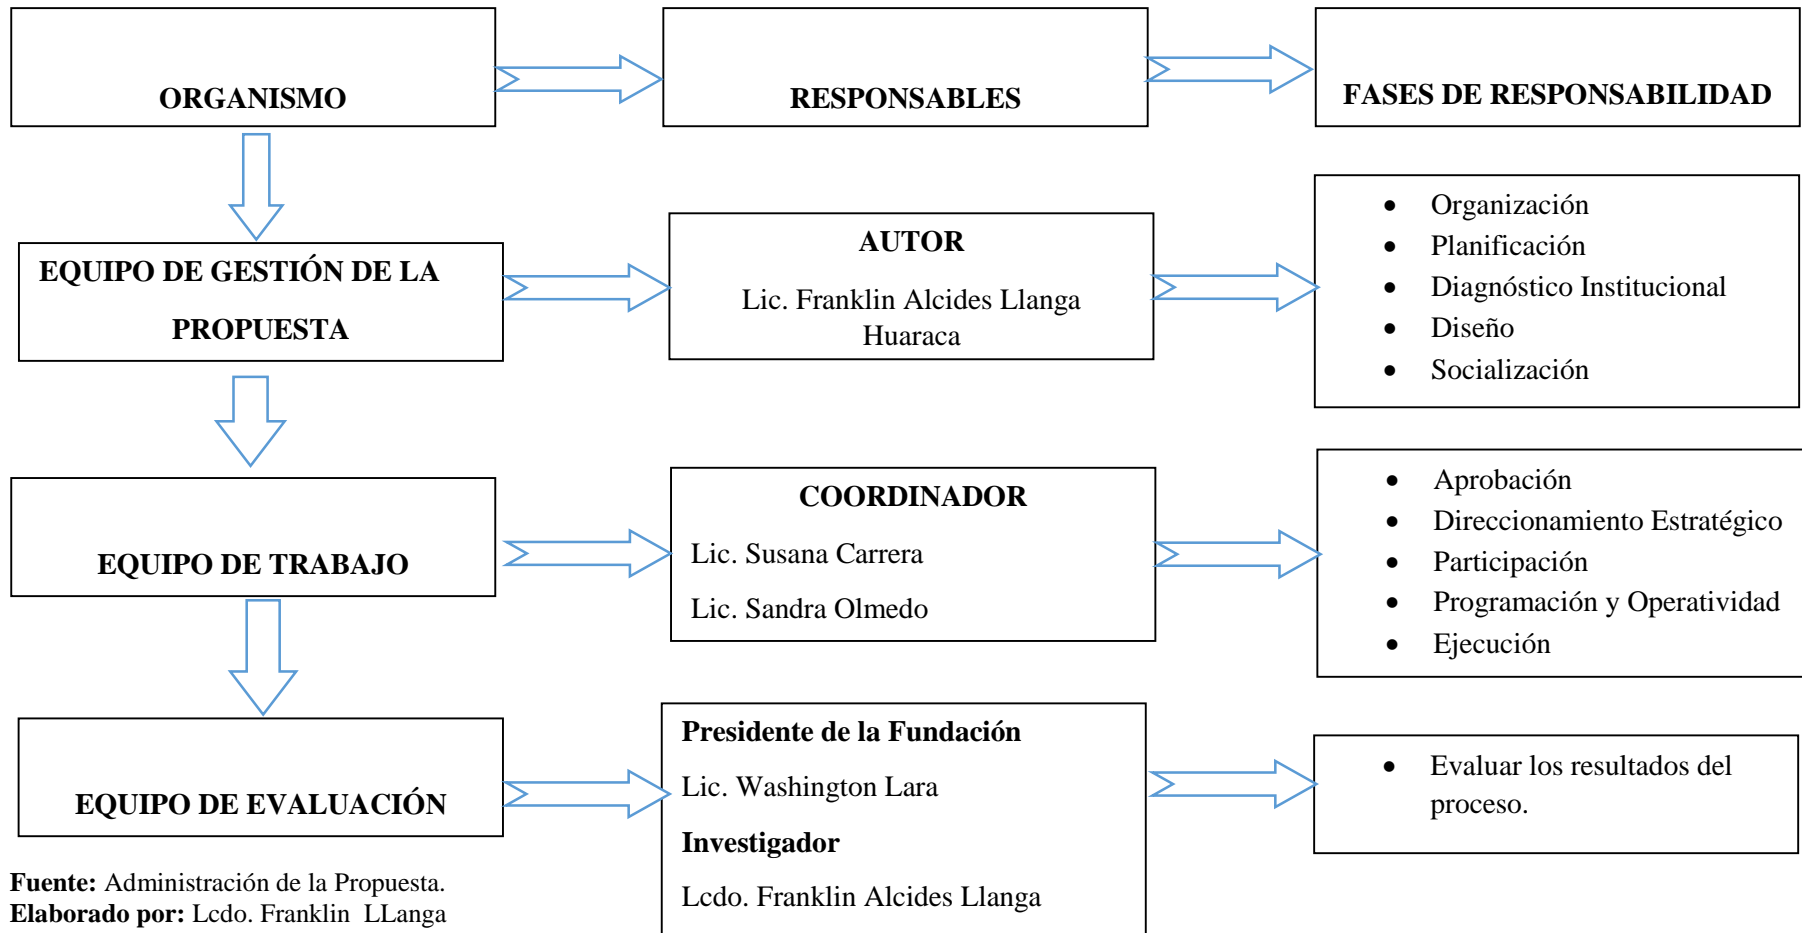 ORGANISMO
RESPONSABLES
FASES DE RESPONSABILIDAD
EQUIPO DE GESTIÓN DE LA
PROPUESTA
AUTOR
Lic. Franklin Alcides Llanga
Huaraca
• Organización
• Planificación
• Diagnóstico Institucional
• Diseño
• Socialización
EQUIPO DE TRABAJO
COORDINADOR
Lic. Susana Carrera
Lic. Sandra Olmedo
• Aprobación
• Direccionamiento Estratégico
• Participación
• Programación y Operatividad
• Ejecución
EQUIPO DE EVALUACIÓN
Presidente de la Fundación
Lic. Washington Lara
Investigador
Lcdo. Franklin Alcides Llanga
• Evaluar los resultados del
proceso.
Fuente: Administración de la Propuesta.
Elaborado por: Lcdo. Franklin LLanga